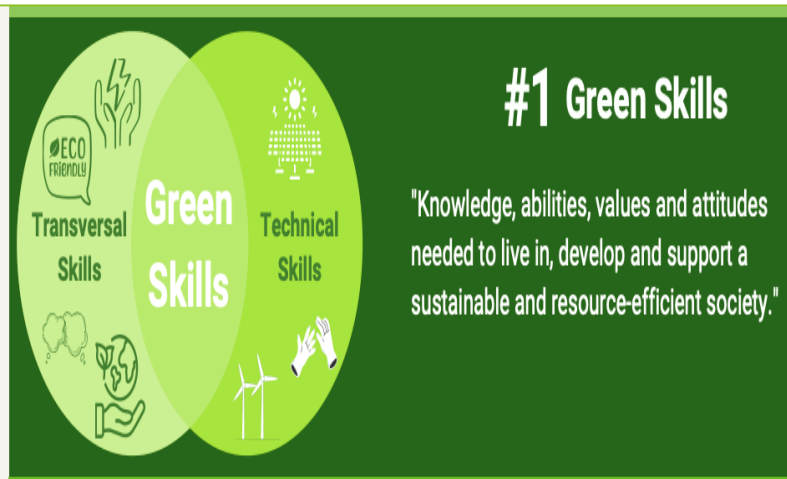 #1 Green Skills
"Knowledge, abilities, values and attitudes
needed to live in, develop and support a
sustainable and resource-efficient society."
ECO
FRIENDLY
Transversal
Skills
Green
Skills
Technical
Skills